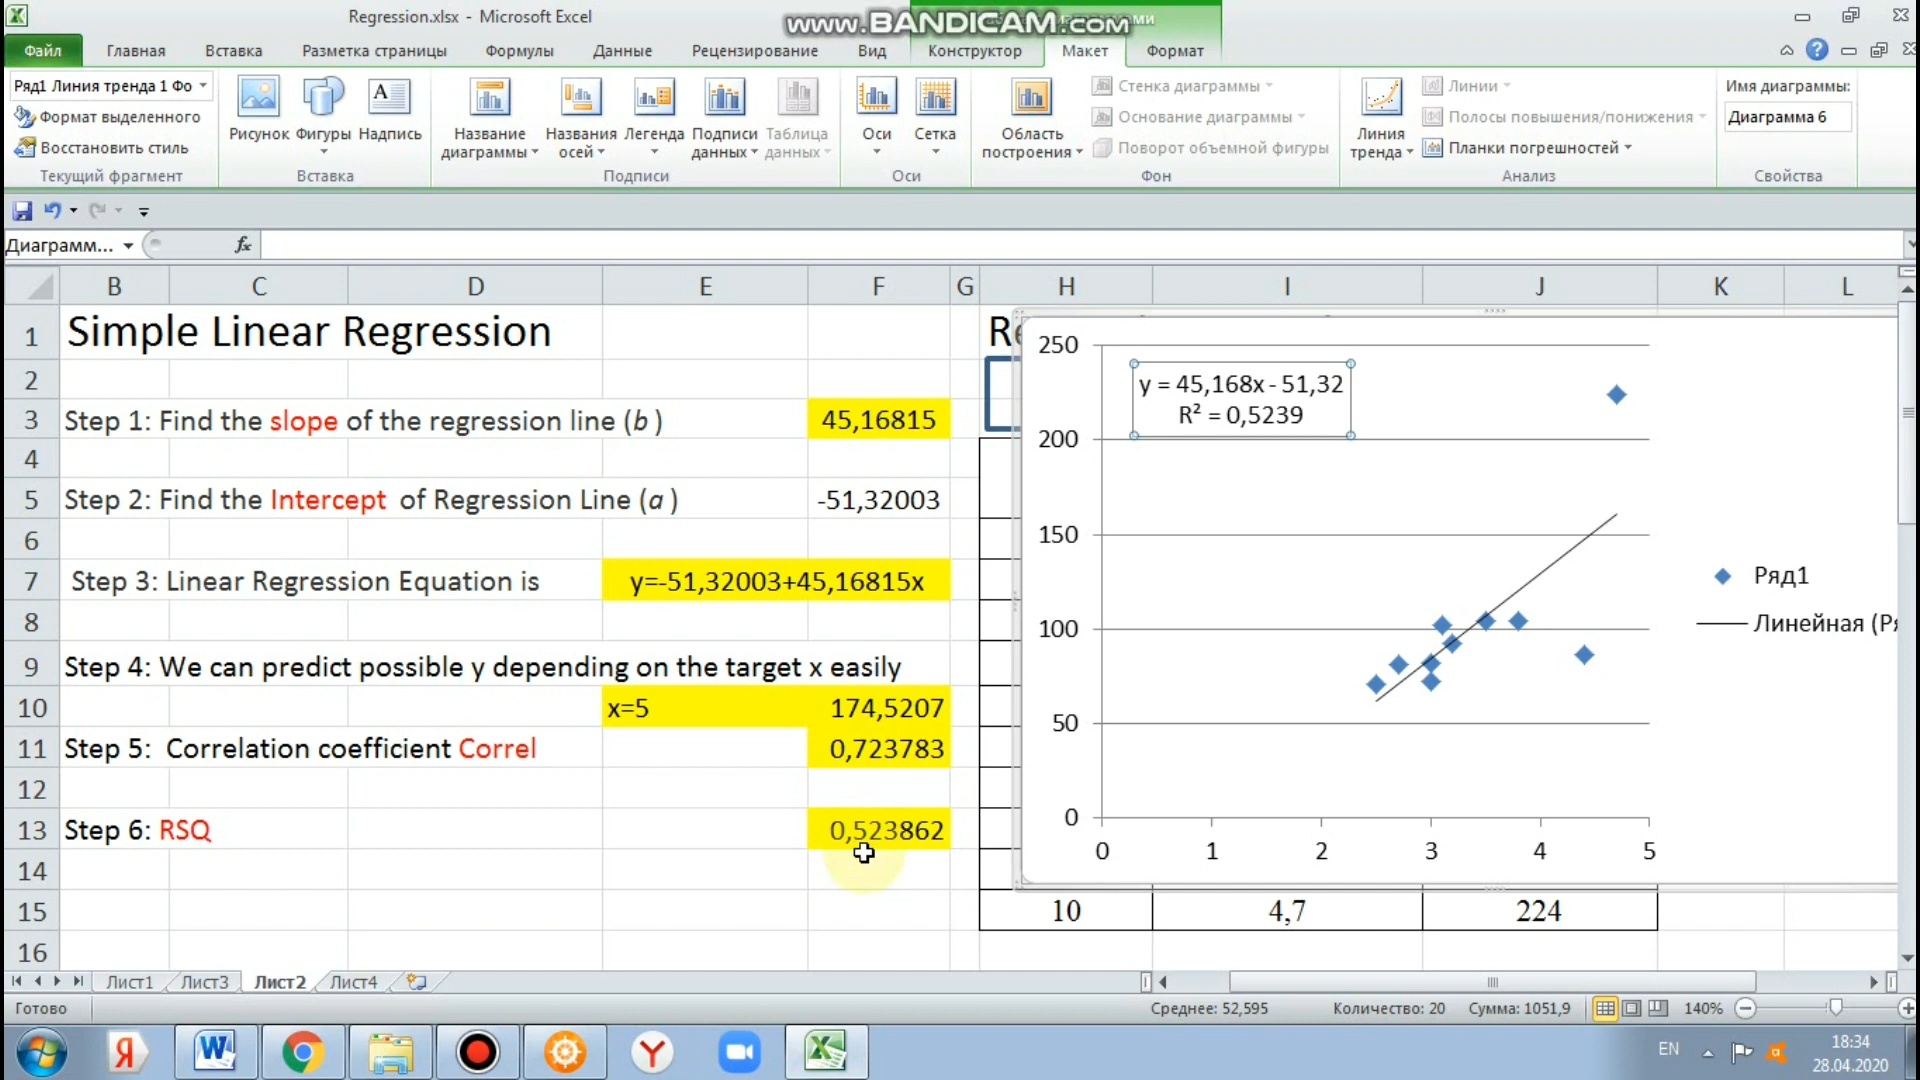 Regression.xlsx - Microsoft Excel
www.BANDICAM.com
Файл Главная Вставка Разметка страницы Формулы Данные Рецензирование Вид Конструктор Макет Формат
Ряд1 Линия тренда 1 Фо
Формат выделенного
Восстановить стиль
Текущий фрагмент
Рисунок Фигуры Надпись
Вставка
Название диаграммы
Названия осей
Легенда
Подписи данных
Таблица данных
Подписи
Оси
Сетка
Оси
Область построения
Стенка диаграммы
Основание диаграммы
Поворот объемной фигуры
Фон
Линия тренда
Линии
Полосы повышения/понижения
Планки погрешностей
Анализ
Имя диаграммы:
Диаграмма 6
Свойства
Диаграмм... fx
B C D E F G H I J K L
1 Simple Linear Regression
2
3 Step 1: Find the slope of the regression line (b ) 45,16815
4
5 Step 2: Find the Intercept of Regression Line (a ) -51,32003
6
7 Step 3: Linear Regression Equation is y=-51,32003+45,16815x
8
9 Step 4: We can predict possible y depending on the target x easily
10 x=5 174,5207
11 Step 5: Correlation coefficient Correl 0,723783
12
13 Step 6: RSQ 0,523862
14
15 10 4,7 224
16
250
200
150
100
50
0
0 1 2 3 4 5
y = 45,168x - 51,32
R² = 0,5239
Ряд1
Линейная (Ря
Лист1 Лист3 Лист2 Лист4
Готово Среднее: 52,595 Количество: 20 Сумма: 1051,9 140%
EN 18:34
28.04.2020